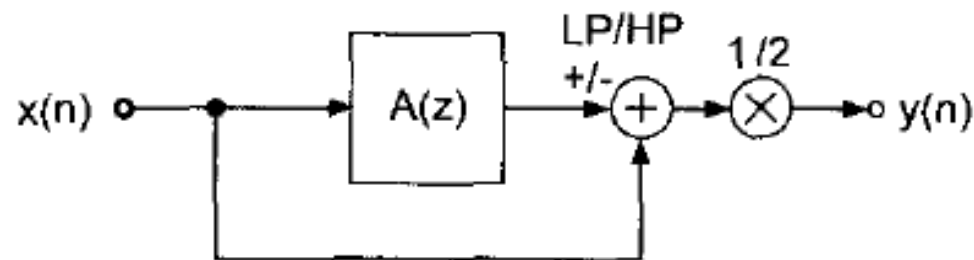 LP/HP
+/-
1/2
x(n)
A(z)
+
×
y(n)